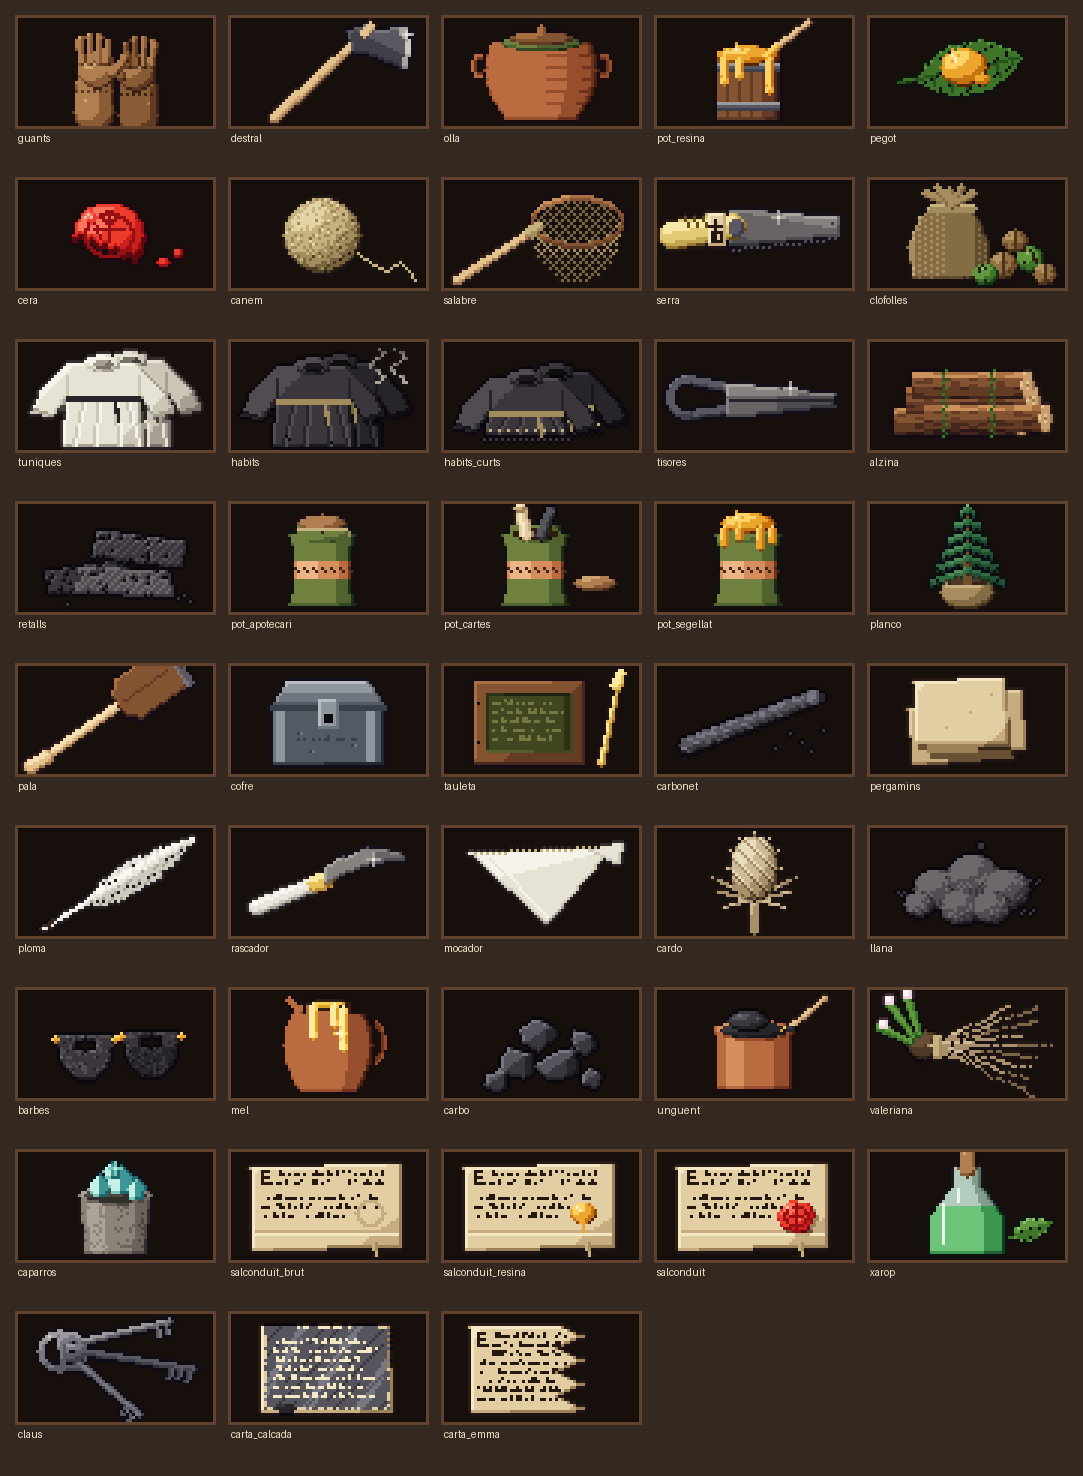 guants destral olla pot_resina pegot
cera canem salabre serra clofolles
tuniques habits habits_curts tisores alzina
retalls pot_apotecari pot_cartes pot_segellat planco
pala cofre tauleta carbonet pergamins
ploma rascador mocador cardo llana
barbes mel carbo unguent valeriana
caparros salconduit_brut salconduit_resina salconduit xarop
claus carta_calcada carta_emma